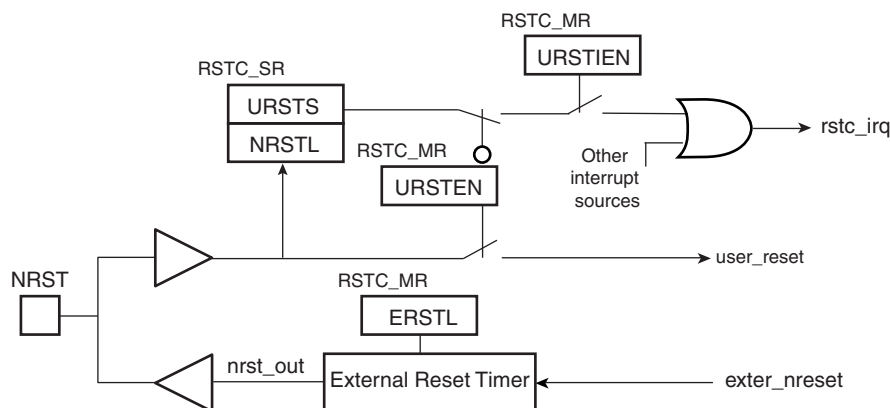 RSTC_MR
URSTIEN
RSTC_SR
URSTS
NRSTL
rstc_irq
RSTC_MR
Other
interrupt
sources
URSTEN
user_reset
NRST
RSTC_MR
ERSTL
nrst_out
External Reset Timer
exter_nreset